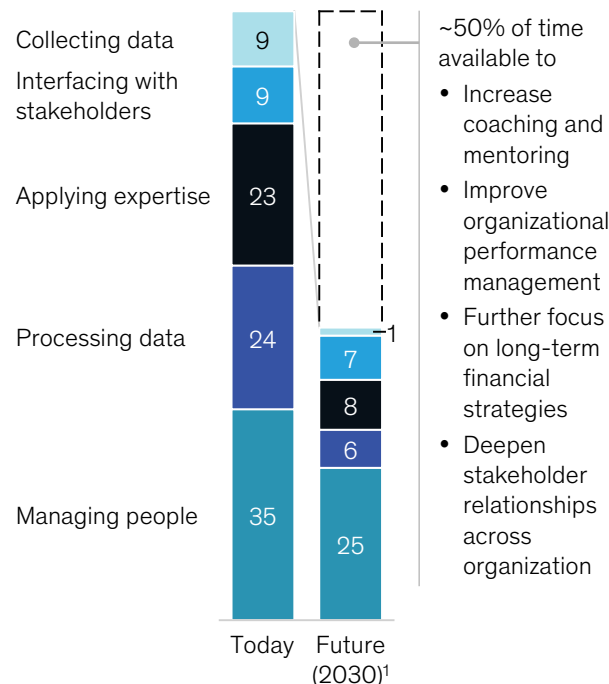 Collecting data
Interfacing with
stakeholders
Applying expertise
Processing data
Managing people
9
9
23
24
35
1
7
8
6
25
Today
Future
(2030)¹
~50% of time
available to
• Increase
coaching and
mentoring
• Improve
organizational
performance
management
• Further focus
on long-term
financial
strategies
• Deepen
stakeholder
relationships
across
organization